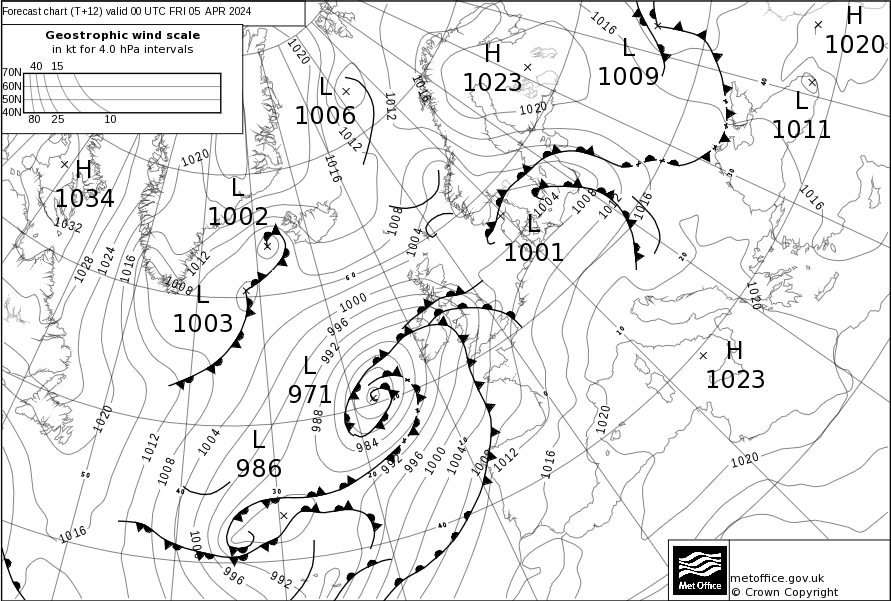 Forecast chart (T+12) valid 00 UTC FRI 05 APR 2024
Geostrophic wind scale
in kt for 4.0 hPa intervals
40 15
70N
60N
50N
40N
80 25 10
H
1020
1016
L
1009
H
1023
1020
L
1006
1012
1016
1020
1012
1016
L
1011
40
30
H
1034
1032
1020
L
1002
1028
1024
1016
1012
1008
1008
1004
1004
1008
1012
1016
1016
L
1001
20
L
1003
60
1000
996
992
1020
10
H
1023
L
971
988
984
0
1020
1012
1008
1004
L
986
992
996
1000
1004
1008
1012
1016
1020
1020
10
20
30
40
50
40
1016
996
992
Met Office
metoffice.gov.uk
© Crown Copyright